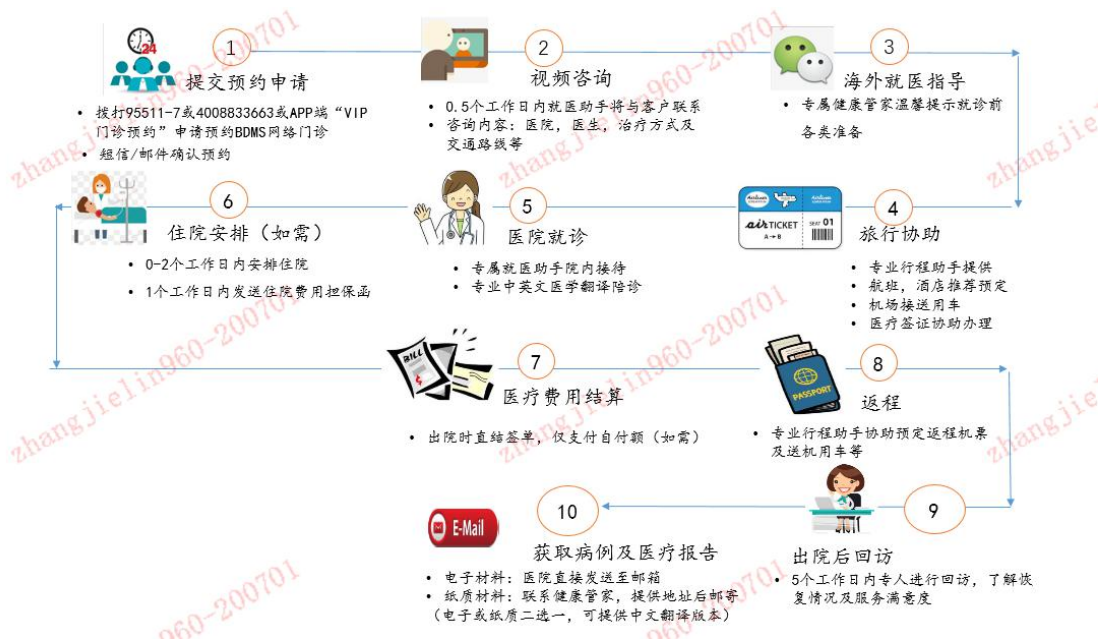 24
1
提交预约申请
• 拨打95511-7或4008833663或APP端“VIP
门诊预约”申请预约BDMS网络门诊
• 短信/邮件确认预约
2
视频咨询
• 0.5个工作日内就医助手将与客户联系
• 咨询内容：医院，医生，治疗方式及
交通路线等
3
海外就医指导
• 专属健康管家温馨提示就诊前
各类准备
6
住院安排（如需）
• 0-2个工作日内安排住院
• 1个工作日内发送住院费用担保函
5
医院就诊
• 专属就医助手院内接待
• 专业中英文医学翻译陪诊
air TICKET
A→B
SEAT 01
4
旅行协助
• 专业行程助手提供
• 航班，酒店推荐预定
• 机场接送用车
• 医疗签证协助办理
BILL
7
医疗费用结算
• 出院时直结签单，仅支付自付额（如需）
PASSPORT
8
返程
• 专业行程助手协助预定返程机票
及送机用车等
E-Mail
10
获取病例及医疗报告
• 电子材料：医院直接发送至邮箱
• 纸质材料：联系健康管家，提供地址后邮寄
（电子或纸质二选一，可提供中文翻译版本）
9
出院后回访
• 5个工作日内专人进行回访，了解恢
复情况及服务满意度
zhangjielin960-200701